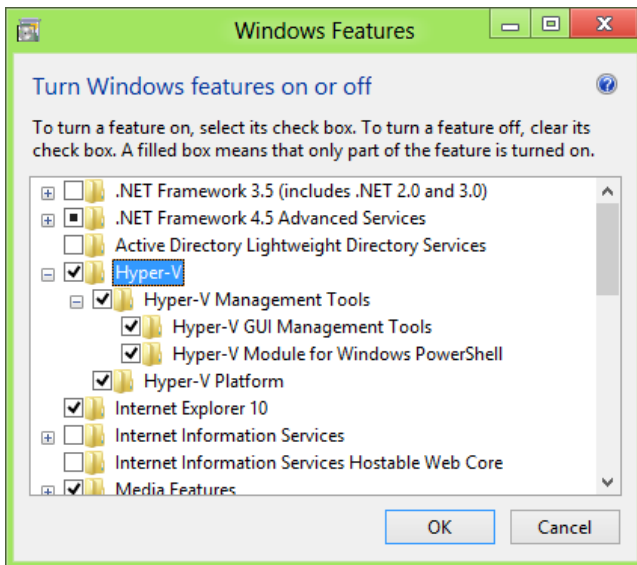 Windows Features
Turn Windows features on or off
To turn a feature on, select its check box. To turn a feature off, clear its
check box. A filled box means that only part of the feature is turned on.
.NET Framework 3.5 (includes .NET 2.0 and 3.0)
.NET Framework 4.5 Advanced Services
Active Directory Lightweight Directory Services
Hyper-V
Hyper-V Management Tools
Hyper-V GUI Management Tools
Hyper-V Module for Windows PowerShell
Hyper-V Platform
Internet Explorer 10
Internet Information Services
Internet Information Services Hostable Web Core
Media Features
OK
Cancel